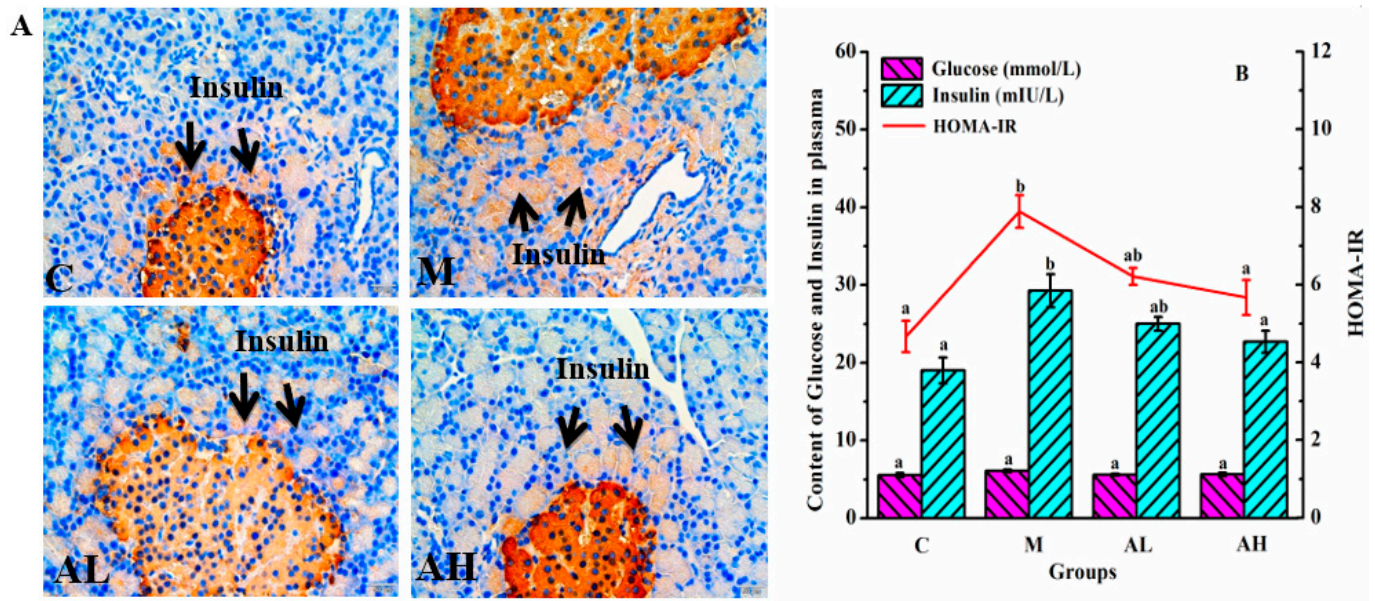 A
Insulin
C
Insulin
M
Insulin
AL
Insulin
AH
B
Glucose (mmol/L)
Insulin (mIU/L)
HOMA-IR
Content of Glucose and Insulin in plasama
60
50
40
30
20
10
0
12
10
8
6
4
2
0
HOMA-IR
a
b
ab
a
a
b
ab
a
a
a
a
a
C
M
AL
AH
Groups